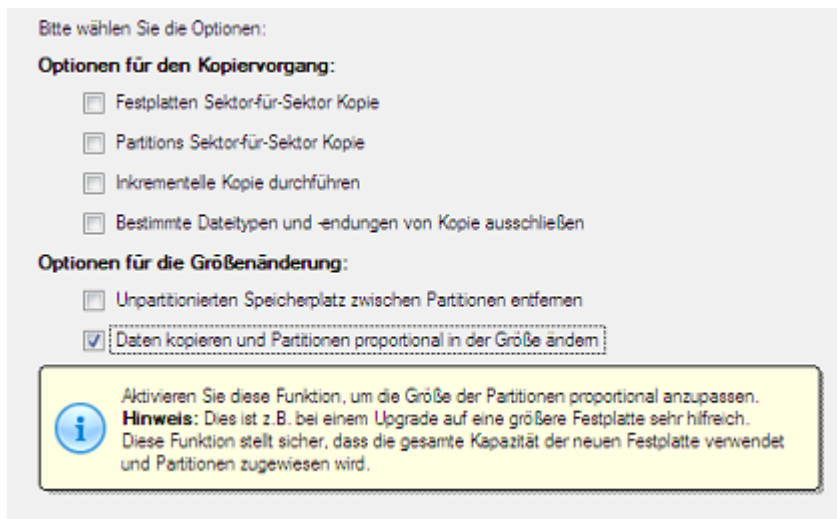 Bitte wählen Sie die Optionen:
Optionen für den Kopiervorgang:
Festplatten Sektor-für-Sektor Kopie
Partitions Sektor-für-Sektor Kopie
Inkrementelle Kopie durchführen
Bestimmte Dateitypen und -endungen von Kopie ausschließen
Optionen für die Größenänderung:
Unpartitionierten Speicherplatz zwischen Partitionen entfernen
Daten kopieren und Partitionen proportional in der Größe ändern
Aktivieren Sie diese Funktion, um die Größe der Partitionen proportional anzupassen.
Hinweis: Dies ist z.B. bei einem Upgrade auf eine größere Festplatte sehr hilfreich.
Diese Funktion stellt sicher, dass die gesamte Kapazität der neuen Festplatte verwendet
und Partitionen zugewiesen wird.